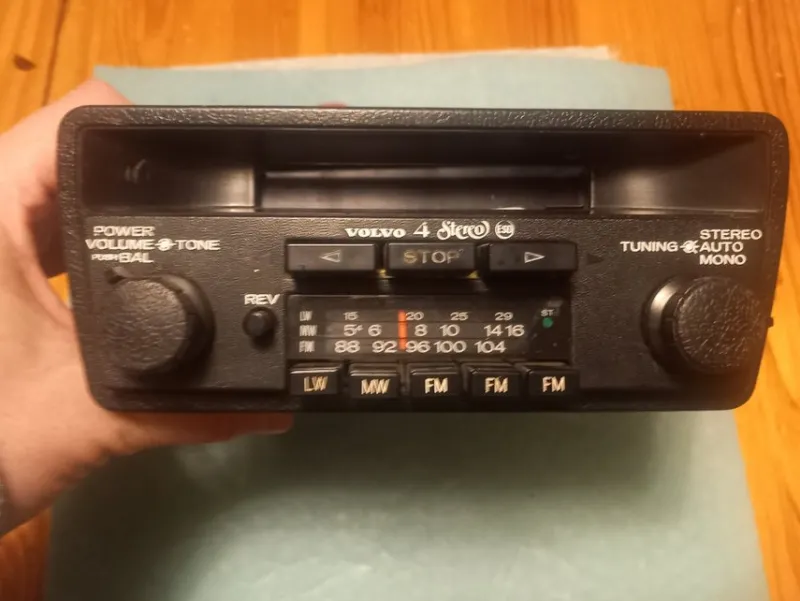 POWER
VOLUME TONE
PUSH BAL
VOLVO 4 Stereo ESU
TUNING STEREO
AUTO
MONO
STOP
REV
LW 15 20 25 29 ST
MW 5⁴ 6 8 10 14 16
FM 88 92 96 100 104
LW MW FM FM FM